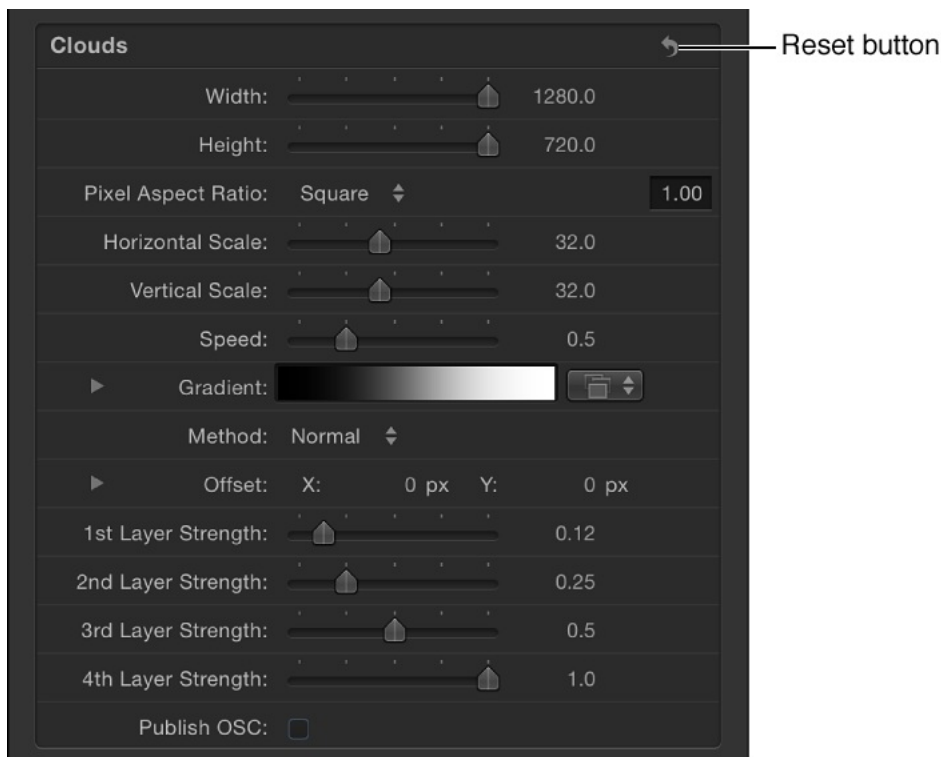 Clouds
Reset button
Width: 1280.0
Height: 720.0
Pixel Aspect Ratio: Square 1.00
Horizontal Scale: 32.0
Vertical Scale: 32.0
Speed: 0.5
Gradient:
Method: Normal
Offset: X: 0 px Y: 0 px
1st Layer Strength: 0.12
2nd Layer Strength: 0.25
3rd Layer Strength: 0.5
4th Layer Strength: 1.0
Publish OSC: